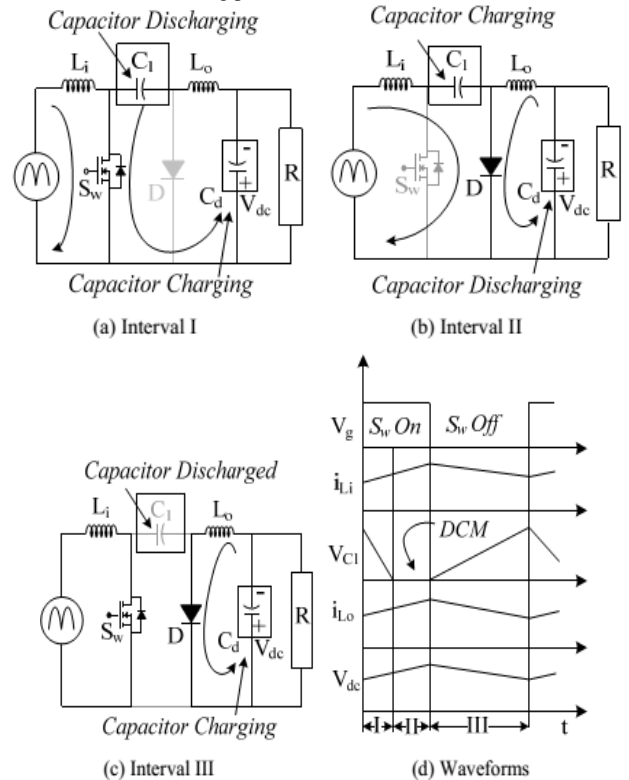 Capacitor Discharging
Li
C1
Lo
Sw
D
Cd
-
+
Vdc
R
Capacitor Charging
(a) Interval I
Capacitor Charging
Li
C1
Lo
Sw
D
Cd
-
+
Vdc
R
Capacitor Discharging
(b) Interval II
Capacitor Discharged
Li
C1
Lo
Sw
D
Cd
-
+
Vdc
R
Capacitor Charging
(c) Interval III
Vg
Sw On
Sw Off
iLi
VC1
DCM
iLo
Vdc
I
II
III
t
(d) Waveforms